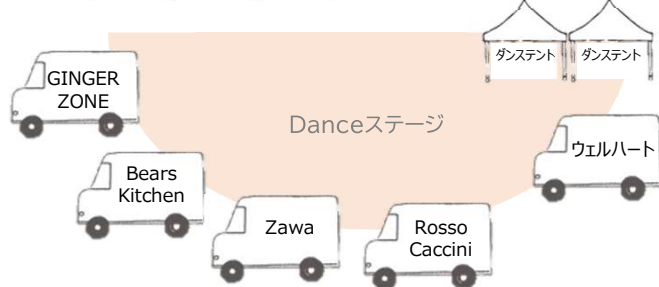 ダンステント ダンステント
GINGER
ZONE
Danceステージ
ウェルハート
Bears
Kitchen
Zawa
Rosso
Caccini